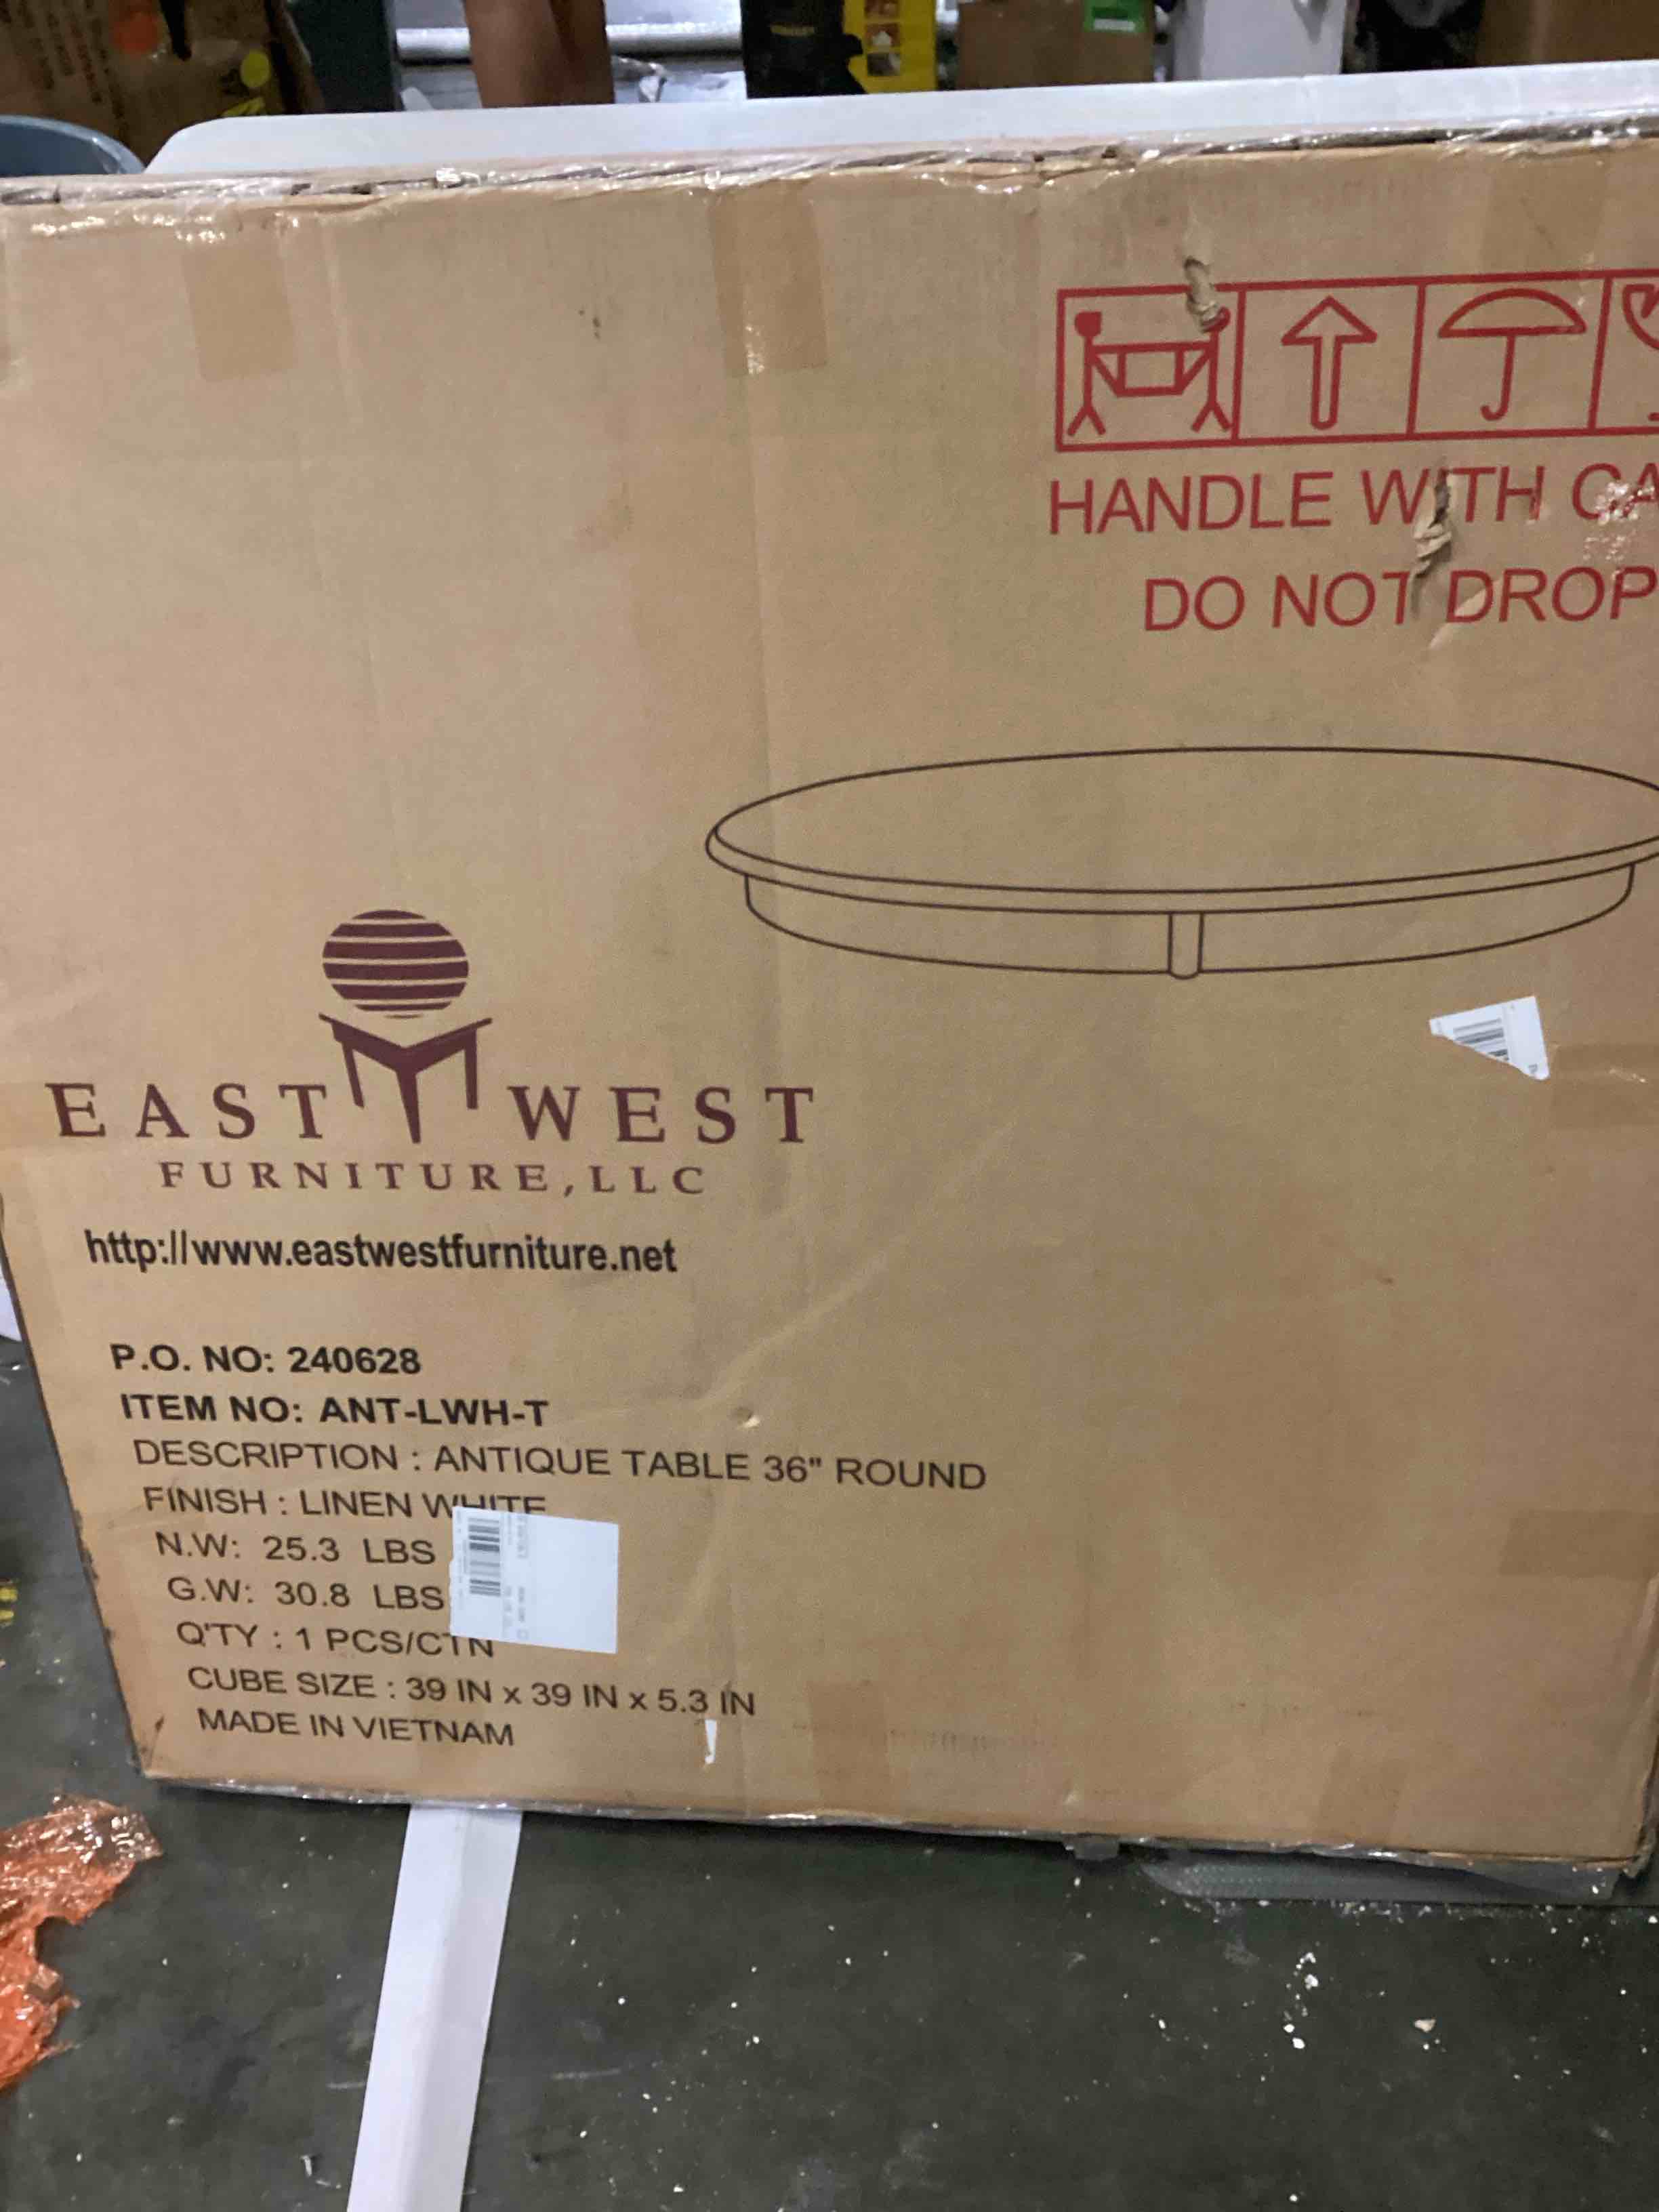 HANDLE WITH CA
DO NOT DROP
EAST WEST
FURNITURE, LLC
http://www.eastwestfurniture.net
P.O. NO: 240628
ITEM NO: ANT-LWH-T
DESCRIPTION : ANTIQUE TABLE 36" ROUND
FINISH : LINEN WHITE
N.W: 25.3 LBS
G.W: 30.8 LBS
Q'TY : 1 PCS/CTN
CUBE SIZE : 39 IN x 39 IN x 5.3 IN
MADE IN VIETNAM